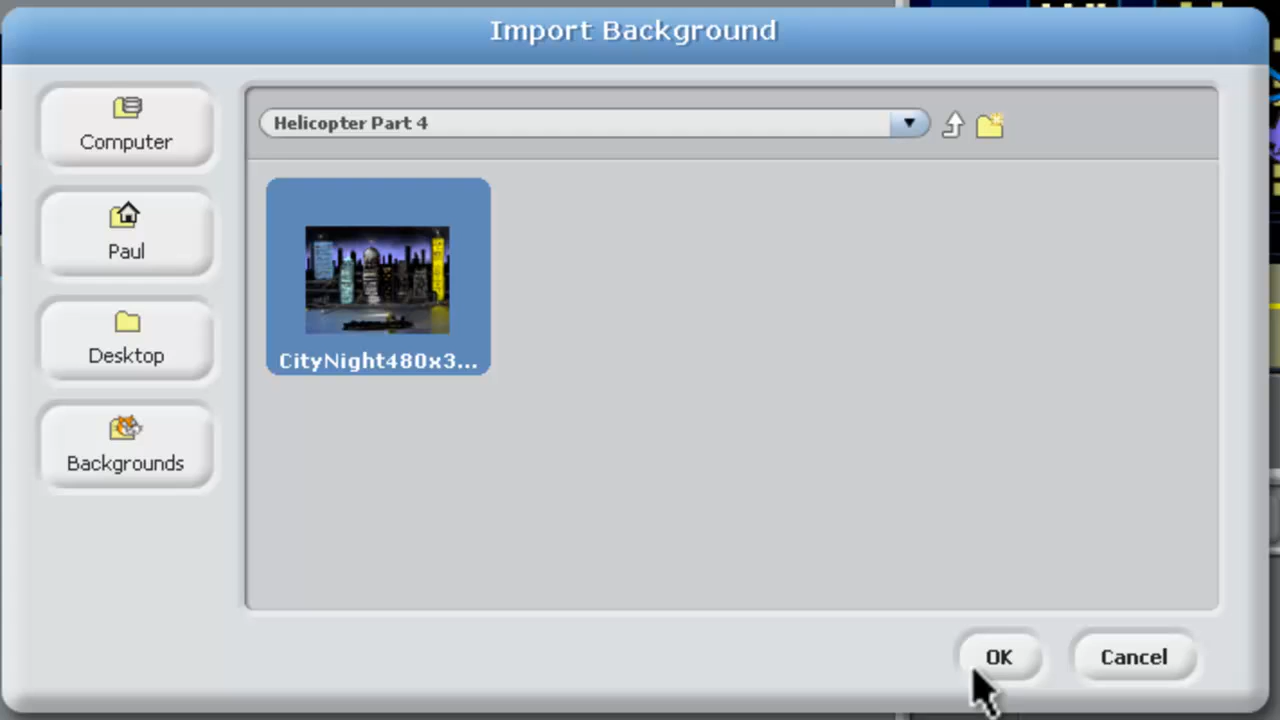 Import Background
Computer
Paul
Desktop
Backgrounds
Helicopter Part 4
CityNight480x3...
OK
Cancel